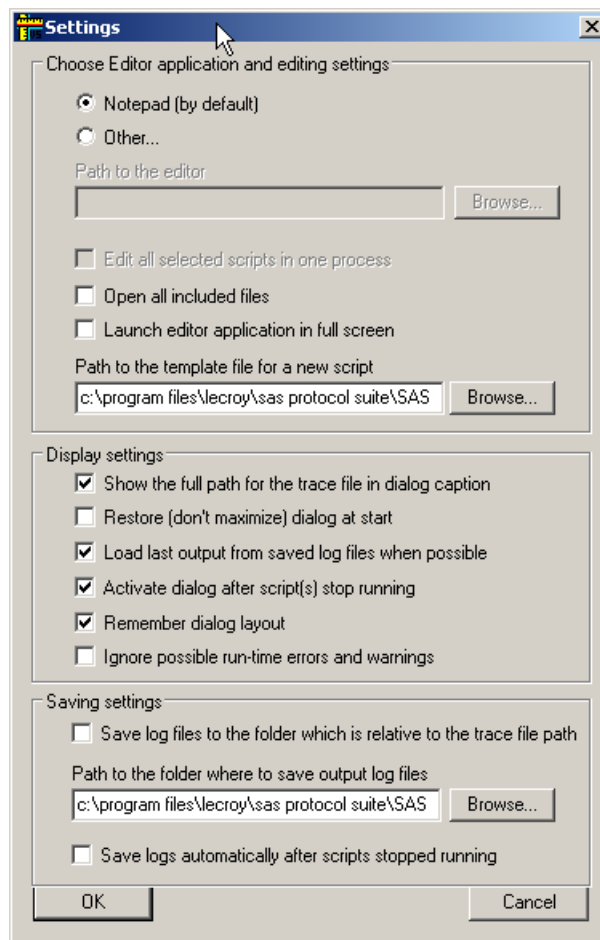 Settings
Choose Editor application and editing settings
Notepad (by default)
Other...
Path to the editor
Browse...
Edit all selected scripts in one process
Open all included files
Launch editor application in full screen
Path to the template file for a new script
c:\program files\lecroy\sas protocol suite\SAS Browse...
Display settings
Show the full path for the trace file in dialog caption
Restore (don't maximize) dialog at start
Load last output from saved log files when possible
Activate dialog after script(s) stop running
Remember dialog layout
Ignore possible run-time errors and warnings
Saving settings
Save log files to the folder which is relative to the trace file path
Path to the folder where to save output log files
c:\program files\lecroy\sas protocol suite\SAS Browse...
Save logs automatically after scripts stopped running
OK Cancel